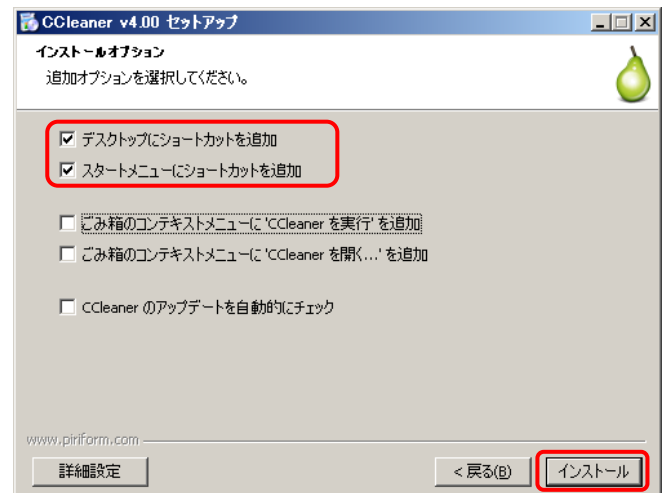 CCleaner v4.00 セットアップ
インストールオプション
追加オプションを選択してください。
デスクトップにショートカットを追加
スタートメニューにショートカットを追加
ごみ箱のコンテキストメニューに 'CCleaner を実行' を追加
ごみ箱のコンテキストメニューに 'CCleaner を開く...' を追加
CCleaner のアップデートを自動的にチェック
www.piriform.com
詳細設定
< 戻る(B)
インストール